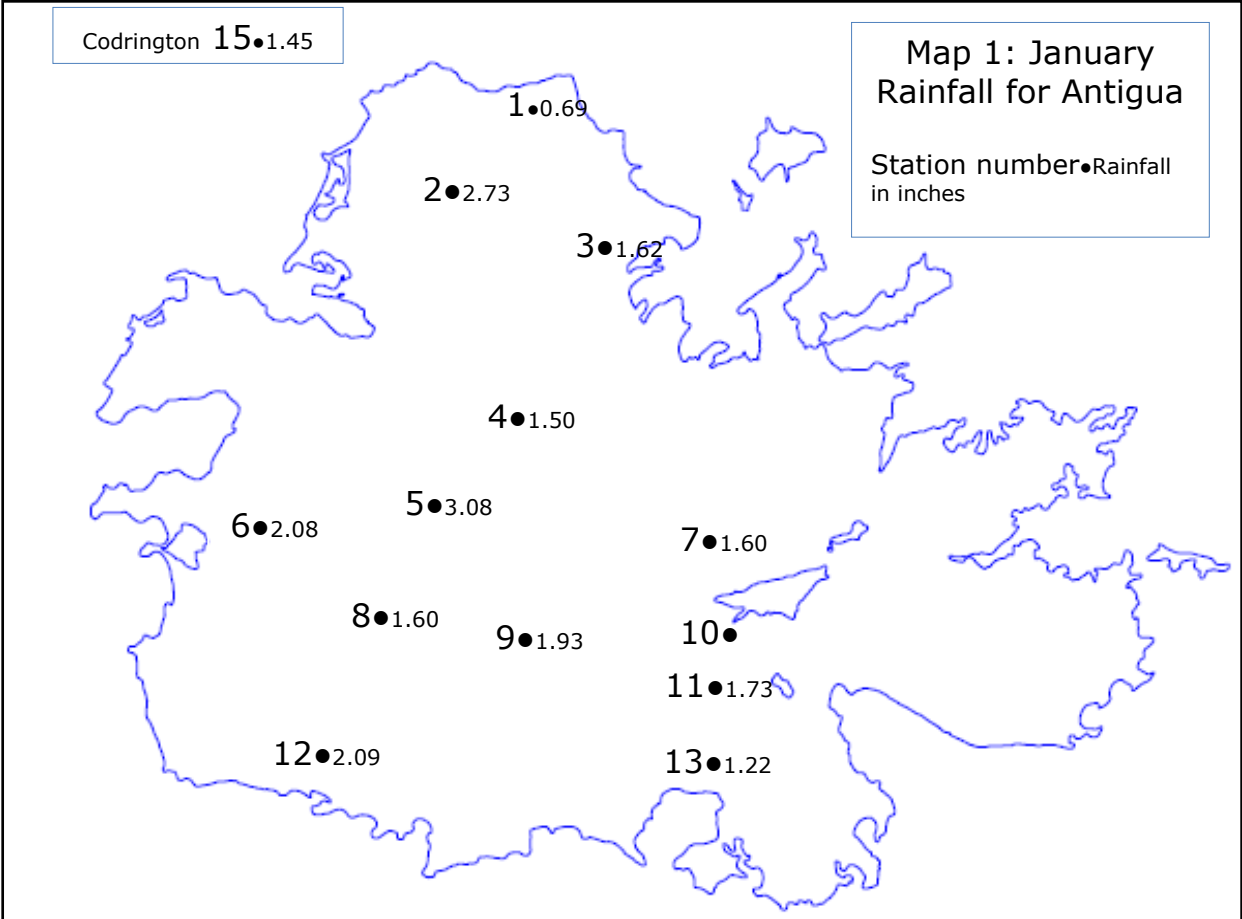 Codrington 15●1.45
Map 1: January
Rainfall for Antigua
Station number●Rainfall
in inches
1●0.69
2●2.73
3●1.62
4●1.50
5●3.08
6●2.08
7●1.60
8●1.60
9●1.93
10●
11●1.73
12●2.09
13●1.22